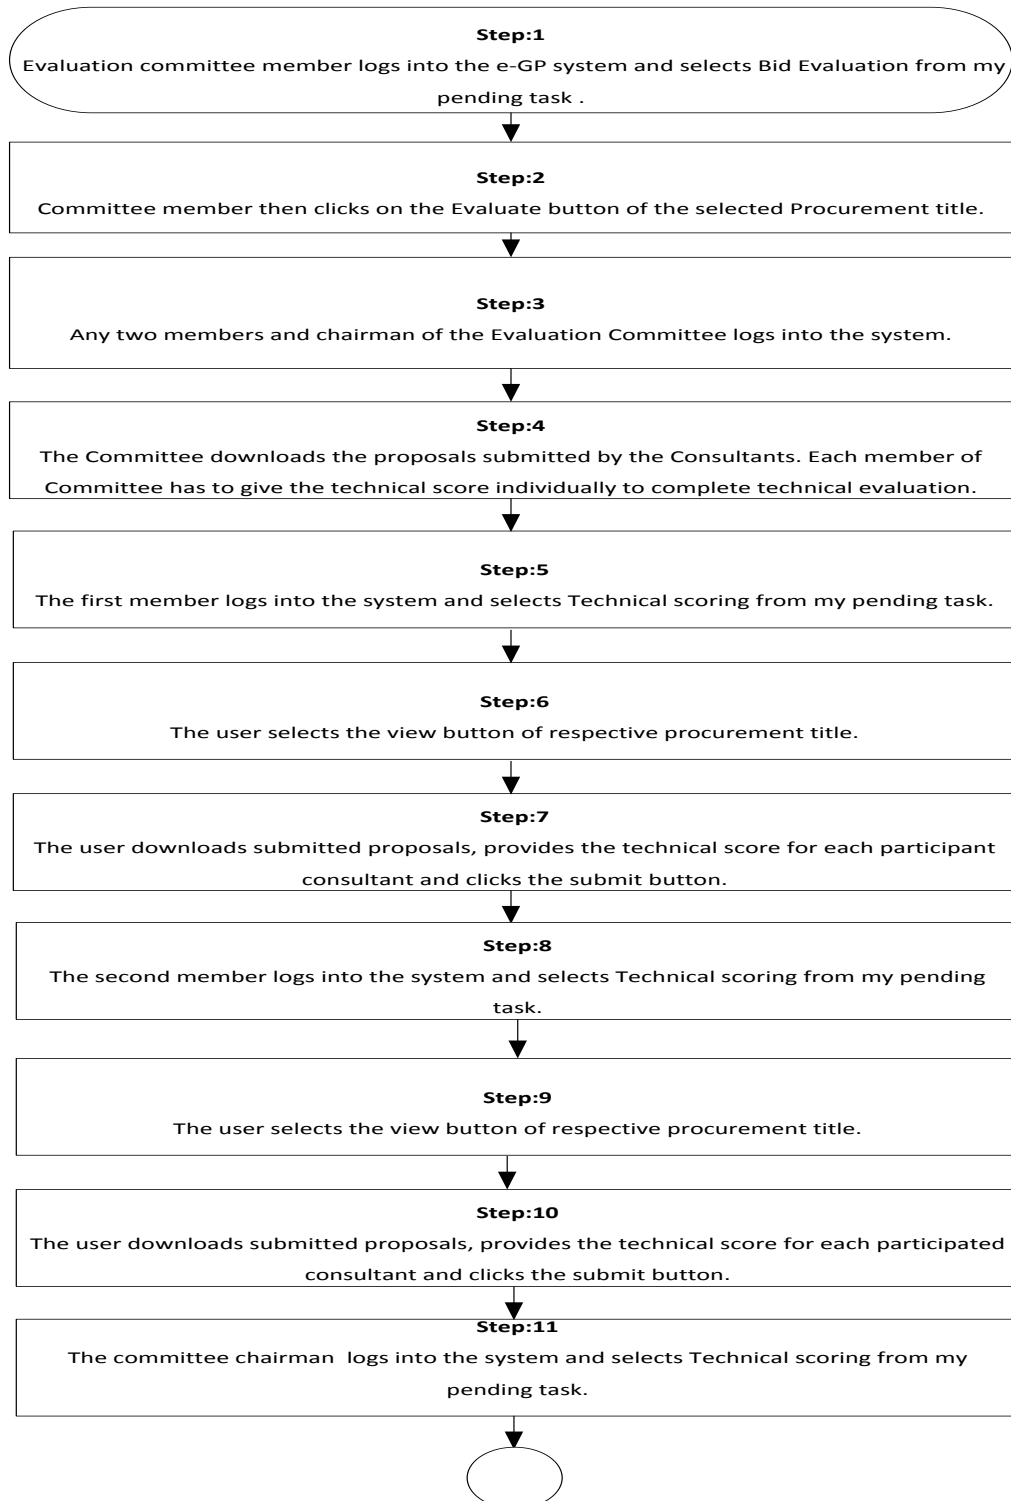 Step:1
Evaluation committee member logs into the e-GP system and selects Bid Evaluation from my
pending task .
Step:2
Committee member then clicks on the Evaluate button of the selected Procurement title.
Step:3
Any two members and chairman of the Evaluation Committee logs into the system.
Step:4
The Committee downloads the proposals submitted by the Consultants. Each member of
Committee has to give the technical score individually to complete technical evaluation.
Step:5
The first member logs into the system and selects Technical scoring from my pending task.
Step:6
The user selects the view button of respective procurement title.
Step:7
The user downloads submitted proposals, provides the technical score for each participant
consultant and clicks the submit button.
Step:8
The second member logs into the system and selects Technical scoring from my pending
task.
Step:9
The user selects the view button of respective procurement title.
Step:10
The user downloads submitted proposals, provides the technical score for each participated
consultant and clicks the submit button.
Step:11
The committee chairman  logs into the system and selects Technical scoring from my
pending task.